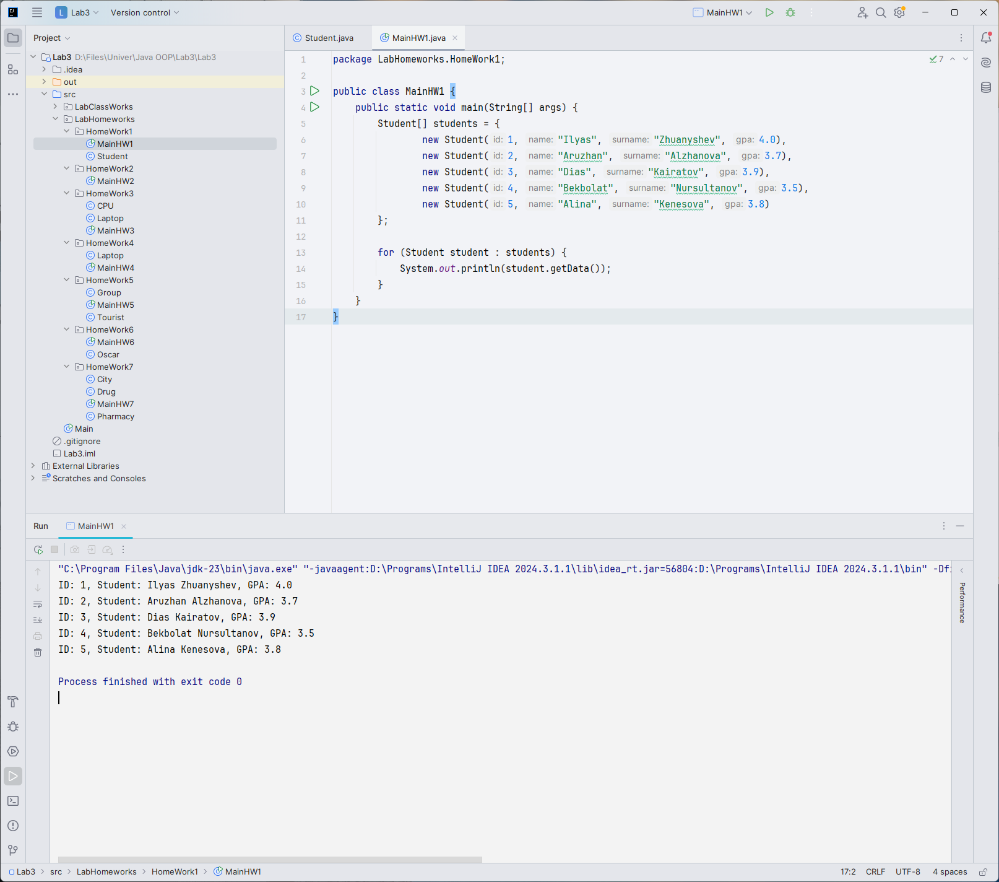 L Lab3 Version control MainHW1
Project
Student.java MainHW1.java
Lab3 D:\Files\Univer\Java OOP\Lab3\Lab3
.idea
out
src
LabClassWorks
LabHomeworks
HomeWork1
MainHW1
Student
HomeWork2
MainHW2
HomeWork3
CPU
Laptop
MainHW3
HomeWork4
Laptop
MainHW4
HomeWork5
Group
MainHW5
Tourist
HomeWork6
MainHW6
Oscar
HomeWork7
City
Drug
MainHW7
Pharmacy
Main
.gitignore
Lab3.iml
External Libraries
Scratches and Consoles
7
1 package LabHomeworks.HomeWork1;
2
3 public class MainHW1 {
4 public static void main(String[] args) {
5 Student[] students = {
6 new Student( id: 1, name: "Ilyas", surname: "Zhuanyshev", gpa: 4.0),
7 new Student( id: 2, name: "Aruzhan", surname: "Alzhanova", gpa: 3.7),
8 new Student( id: 3, name: "Dias", surname: "Kairatov", gpa: 3.9),
9 new Student( id: 4, name: "Bekbolat", surname: "Nursultanov", gpa: 3.5),
10 new Student( id: 5, name: "Alina", surname: "Kenesova", gpa: 3.8)
11 };
12
13 for (Student student : students) {
14 System.out.println(student.getData());
15 }
16 }
17 }
Run MainHW1
"C:\Program Files\Java\jdk-23\bin\java.exe" "-javaagent:D:\Programs\IntelliJ IDEA 2024.3.1.1\lib\idea_rt.jar=56804:D:\Programs\IntelliJ IDEA 2024.3.1.1\bin" -Dfi
ID: 1, Student: Ilyas Zhuanyshev, GPA: 4.0
ID: 2, Student: Aruzhan Alzhanova, GPA: 3.7
ID: 3, Student: Dias Kairatov, GPA: 3.9
ID: 4, Student: Bekbolat Nursultanov, GPA: 3.5
ID: 5, Student: Alina Kenesova, GPA: 3.8
Process finished with exit code 0
Performance
Lab3 > src > LabHomeworks > HomeWork1 > MainHW1 17:2 CRLF UTF-8 4 spaces